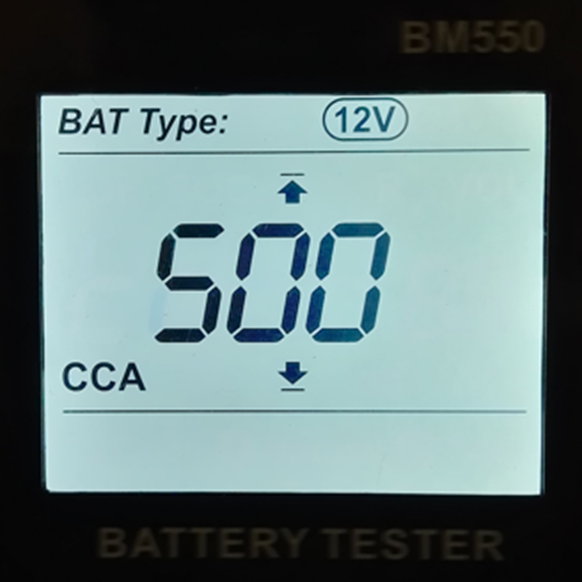 BM550
BAT Type: 12V
500
CCA
BATTERY TESTER